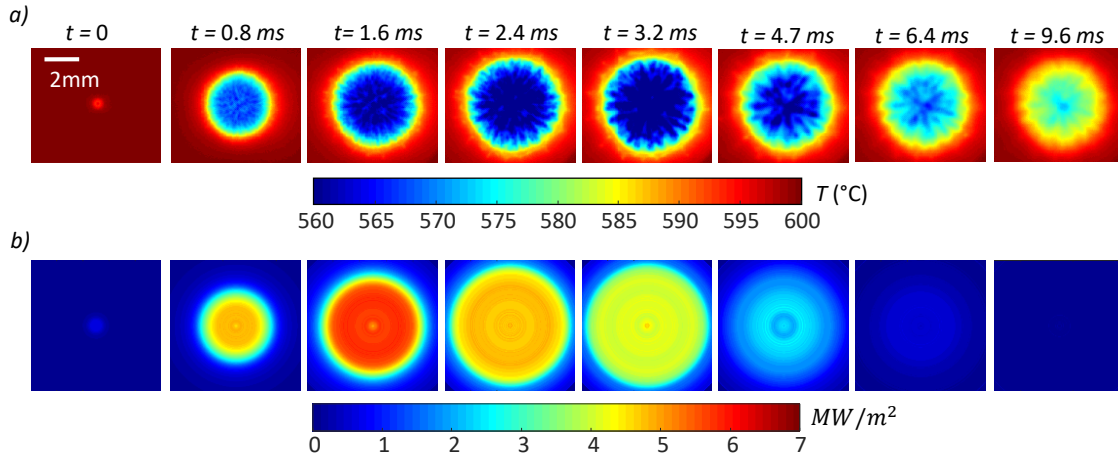 a)
t = 0 t = 0.8 ms t = 1.6 ms t = 2.4 ms t = 3.2 ms t = 4.7 ms t = 6.4 ms t = 9.6 ms
2mm
T (°C)
560 565 570 575 580 585 590 595 600
b)
MW/m²
0 1 2 3 4 5 6 7